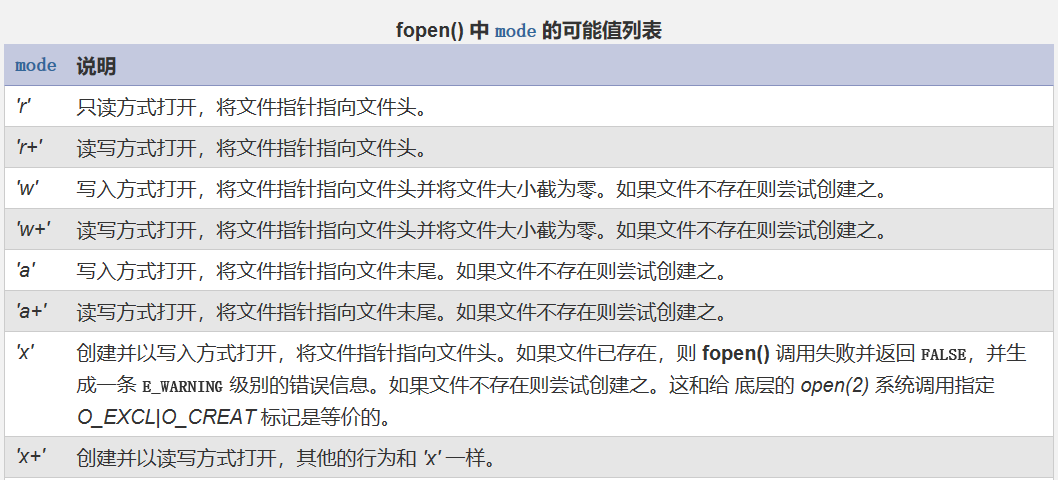 fopen() 中 mode 的可能值列表
mode 说明
'r' 只读方式打开，将文件指针指向文件头。
'r+' 读写方式打开，将文件指针指向文件头。
'w' 写入方式打开，将文件指针指向文件头并将文件大小截为零。如果文件不存在则尝试创建之。
'w+' 读写方式打开，将文件指针指向文件头并将文件大小截为零。如果文件不存在则尝试创建之。
'a' 写入方式打开，将文件指针指向文件末尾。如果文件不存在则尝试创建之。
'a+' 读写方式打开，将文件指针指向文件末尾。如果文件不存在则尝试创建之。
'x' 创建并以写入方式打开，将文件指针指向文件头。如果文件已存在，则 fopen() 调用失败并返回 FALSE，并生
成一条 E_WARNING 级别的错误信息。如果文件不存在则尝试创建之。这和给 底层的 open(2) 系统调用指定
O_EXCL|O_CREAT 标记是等价的。
'x+' 创建并以读写方式打开，其他的行为和 'x' 一样。